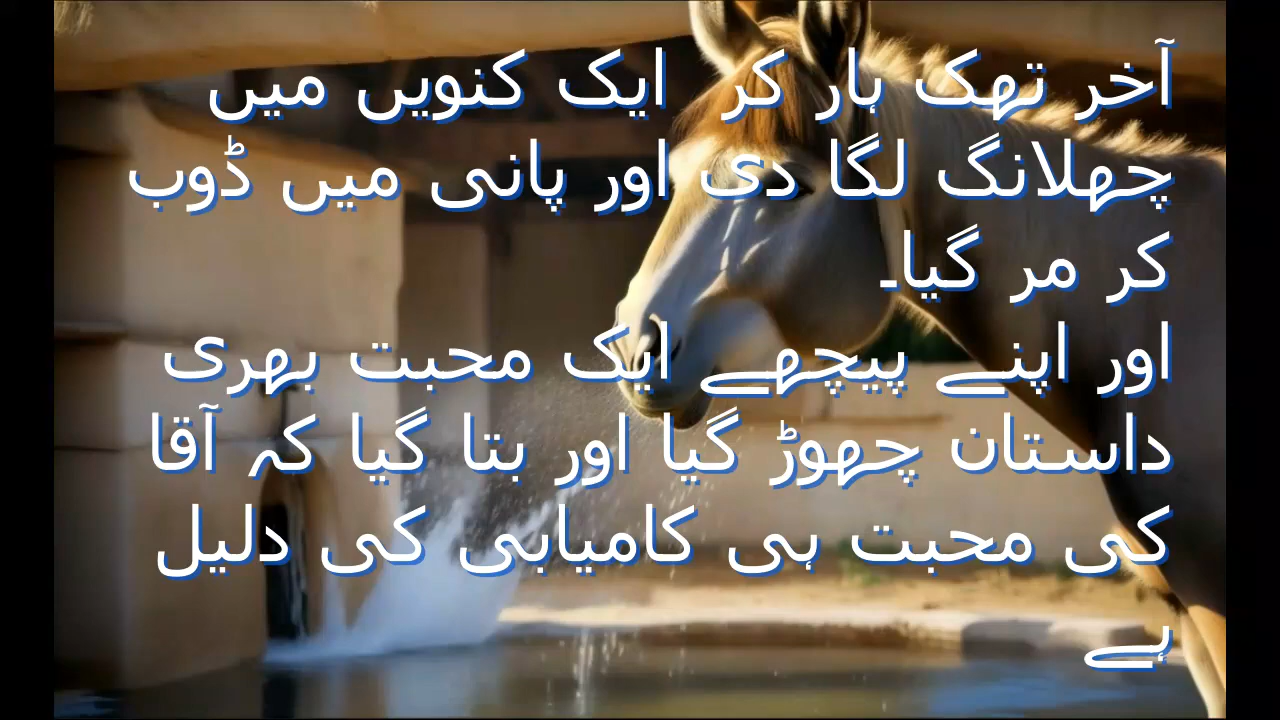 آخر تھک ہار کر  ایک کنویں میں
چھلانگ لگا دی اور پانی میں ڈوب
کر مر گیا۔
اور اپنے پیچھے ایک محبت بھری
داستان چھوڑ گیا اور بتا گیا کہ آقا
کی محبت ہی کامیابی کی دلیل
ہے